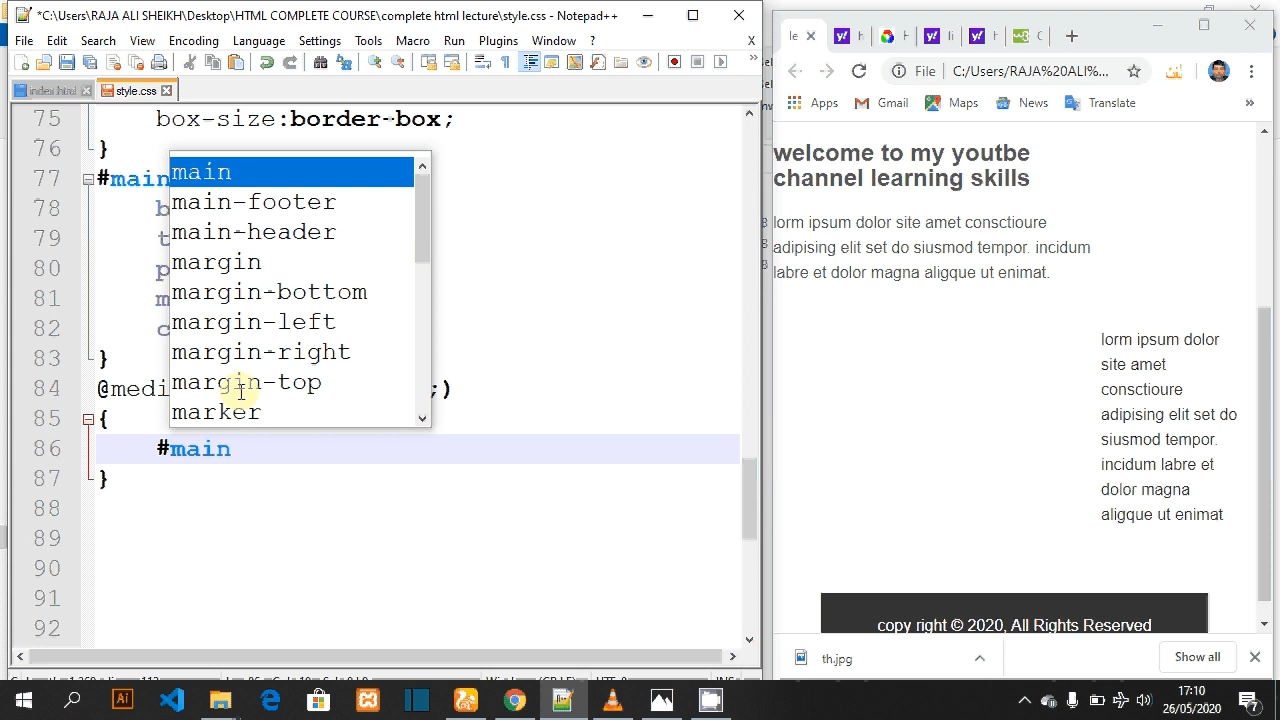 *C:\Users\RAJA ALI SHEIKH\Desktop\HTML COMPLETE COURSE\complete html lecture\style.css - Notepad++
File Edit Search View Encoding Language Settings Tools Macro Run Plugins Window ? X
index.html style.css
75 box-size:border-box;
76 }
77 #main
78 b
79 t
80 p
81 m
82 c
83 }
84 @medi ;)
85 {
86 #main
87 }
88
89
90
91
92
main
main-footer
main-header
margin
margin-bottom
margin-left
margin-right
margin-top
marker
le
File C:/Users/RAJA%20ALI%...
Apps Gmail Maps News Translate »
welcome to my youtbe
channel learning skills
lorm ipsum dolor site amet consctioure
adipising elit set do siusmod tempor. incidum
labre et dolor magna aligque ut enimat.
lorm ipsum dolor
site amet
consctioure
adipising elit set do
siusmod tempor.
incidum labre et
dolor magna
aligque ut enimat
copy right © 2020, All Rights Reserved
th.jpg Show all
17:10
26/05/2020
7